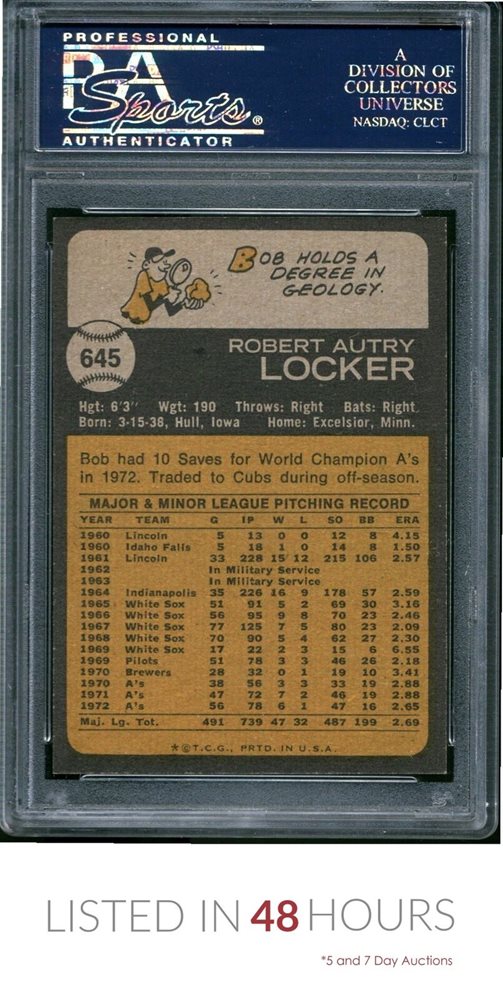 PROFESSIONAL
PSA
Sports®
AUTHENTICATOR
A
DIVISION OF
COLLECTORS
UNIVERSE
NASDAQ: CLCT
BOB HOLDS A
DEGREE IN
GEOLOGY.
645
ROBERT AUTRY
LOCKER
Hgt: 6'3" Wgt: 190 Throws: Right Bats: Right
Born: 3-15-38, Hull, Iowa Home: Excelsior, Minn.
Bob had 10 Saves for World Champion A's
in 1972. Traded to Cubs during off-season.
MAJOR & MINOR LEAGUE PITCHING RECORD
YEAR TEAM G IP W L SO BB ERA
1960 Lincoln 5 13 0 0 12 8 4.15
1960 Idaho Falls 5 18 1 0 14 8 1.50
1961 Lincoln 33 228 15 12 215 106 2.57
1962 In Military Service
1963 In Military Service
1964 Indianapolis 35 226 16 9 178 57 2.59
1965 White Sox 51 91 5 2 69 30 3.16
1966 White Sox 56 95 9 8 70 23 2.46
1967 White Sox 77 125 7 5 80 23 2.09
1968 White Sox 70 90 5 4 62 27 2.30
1969 White Sox 17 22 2 3 15 6 6.55
1969 Pilots 51 78 3 3 46 26 2.18
1970 Brewers 28 32 0 1 19 10 3.41
1970 A's 38 56 3 3 33 19 2.88
1971 A's 47 72 7 2 46 19 2.88
1972 A's 56 78 6 1 47 16 2.65
Maj. Lg. Tot. 491 739 47 32 487 199 2.69
*©T.C.G., PRTD. IN U.S.A.
LISTED IN 48 HOURS
*5 and 7 Day Auctions